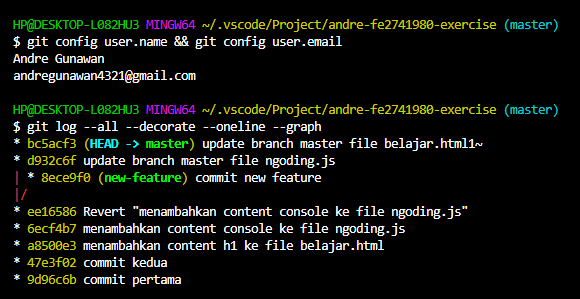 HP@DESKTOP-L082HU3 MINGW64 ~/.vscode/Project/andre-fe2741980-exercise (master)
$ git config user.name && git config user.email
Andre Gunawan
andregunawan4321@gmail.com
HP@DESKTOP-L082HU3 MINGW64 ~/.vscode/Project/andre-fe2741980-exercise (master)
$ git log --all --decorate --oneline --graph
* bc5acf3 (HEAD -> master) update branch master file belajar.html1~
* d932c6f update branch master file ngoding.js
| * 8ece9f0 (new-feature) commit new feature
|/
* ee16586 Revert "menambahkan content console ke file ngoding.js"
* 6ecf4b7 menambahkan content console ke file ngoding.js
* a8500e3 menambahkan content h1 ke file belajar.html
* 47e3f02 commit kedua
* 9d96c6b commit pertama